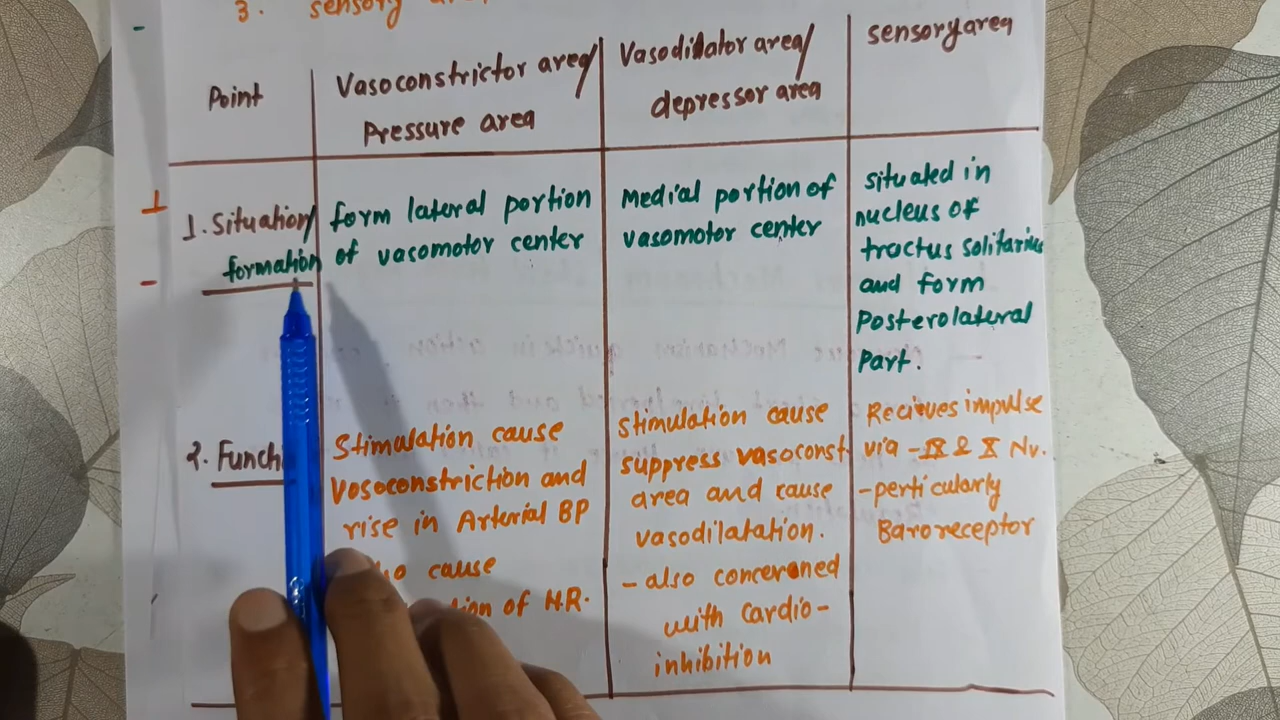 3. sensory
Point
Vasoconstrictor area/
Pressure area
Vasodilator area/
depressor area
sensory area
1. Situation/
formation
form lateral portion
of vasomotor center
Medial portion of
vasomotor center
situated in
nucleus of
tractus solitarius
and form
Posterolateral
Part.
2. Functi
Stimulation cause
vosoconstriction and
rise in Arterial BP
cause
of H.R.
stimulation cause
suppress vasoconst.
area and cause
vasodilatation.
- also concerened
with Cardio-
inhibition
Recieves impulse
via - IX & X Nv.
- perticularly
Baroreceptor